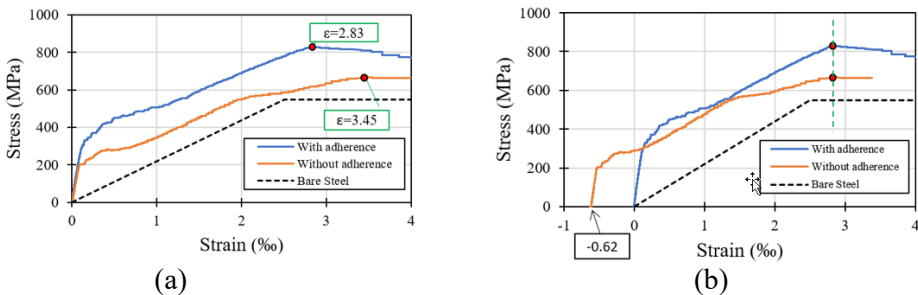 1000
800
600
400
200
0
Stress (MPa)
ε=2.83
ε=3.45
With adherence
Without adherence
Bare Steel
0 1 2 3 4
Strain (‰)
(a)
1000
800
600
400
200
0
Stress (MPa)
With adherence
Without adherence
Bare Steel
-1 0 1 2 3 4
-0.62
Strain (‰)
(b)